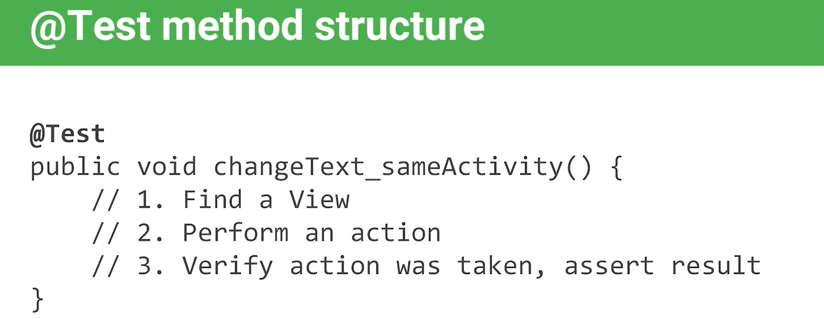 @Test method structure
@Test
public void changeText_sameActivity() {
    // 1. Find a View
    // 2. Perform an action
    // 3. Verify action was taken, assert result
}